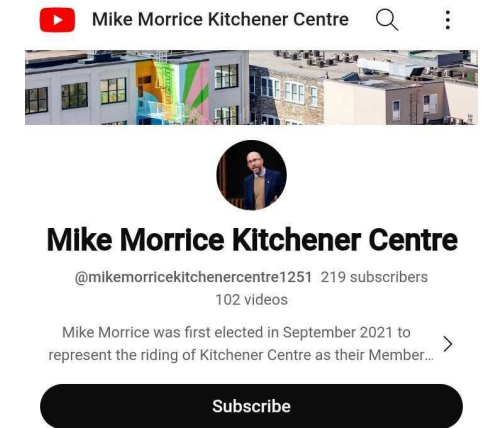 Mike Morrice Kitchener Centre
Mike Morrice Kitchener Centre
@mikemorricekitchenercentre1251 219 subscribers
102 videos
Mike Morrice was first elected in September 2021 to
represent the riding of Kitchener Centre as their Member...
Subscribe